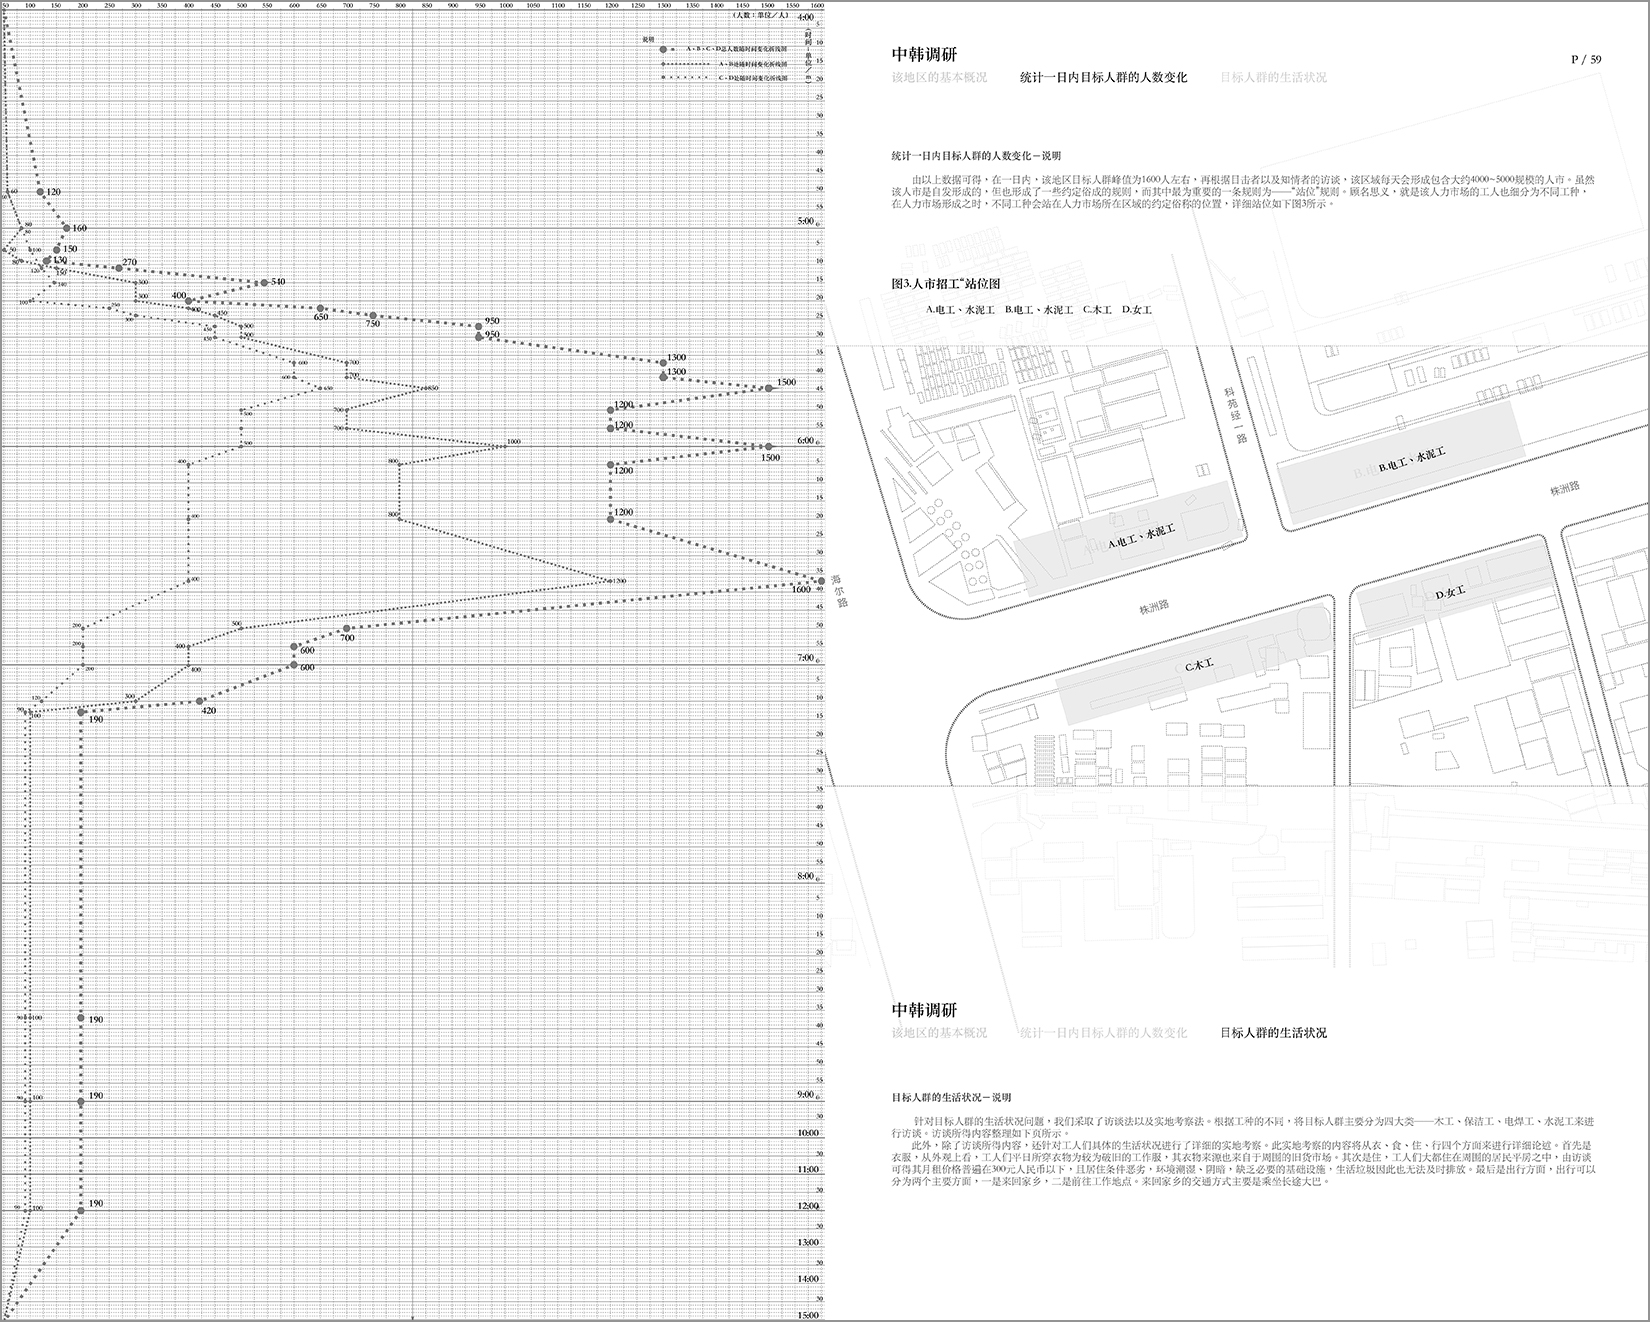 50 100 150 200 250 300 350 400 450 500 550 600 650 700 750 800 850 900 950 1000 1050 1100 1150 1200 1250 1300 1350 1400 1450 1500 1550 1600
(人数：单位／人)
说明
A、B、C、D总人数随时间变化折线图
A、B处随时间变化折线图
C、D处随时间变化折线图
4:00
5:00
6:00
7:00
8:00
9:00
10:00
11:00
12:00
13:00
14:00
15:00
120
160
150
130
270
540
400
650
750
950
950
1300
1300
1500
1200
1200
1500
1200
1200
1600
700
600
600
420
190
190
190
190
中韩调研
P / 59
该地区的基本概况 统计一日内目标人群的人数变化 目标人群的生活状况
统计一日内目标人群的人数变化－说明
由以上数据可得，在一日内，该地区目标人群峰值为1600人左右，再根据目击者以及知情者的访谈，该区域每天会形成包含大约4000~5000规模的人市。虽然
该人市是自发形成的，但也形成了一些约定俗成的规则，而其中最为重要的一条规则为——“站位”规则。顾名思义，就是该人力市场的工人也细分为不同工种，
在人力市场形成之时，不同工种会站在人力市场所在区域的约定俗称的位置，详细站位如下图3所示。
图3.人市招工“站位图
A.电工、水泥工 B.电工、水泥工 C.木工 D.女工
科苑经一路
B.电工、水泥工
株洲路
A.电工、水泥工
海尔路
株洲路
D.女工
C.木工
中韩调研
该地区的基本概况 统计一日内目标人群的人数变化 目标人群的生活状况
目标人群的生活状况－说明
针对目标人群的生活状况问题，我们采取了访谈法以及实地考察法。根据工种的不同，将目标人群主要分为四大类——木工、保洁工、电焊工、水泥工来进
行访谈。访谈所得内容整理如下页所示。
此外，除了访谈所得内容，还针对工人们具体的生活状况进行了详细的实地考察。此实地考察的内容将从衣、食、住、行四个方面来进行详细论述。首先是
衣服，从外观上看，工人们平日所穿衣物为较为破旧的工作服，其衣物来源也来自于周围的旧货市场。其次是住，工人们大都住在周围的居民平房之中，由访谈
可得其月租价格普遍在300元人民币以下，且居住条件恶劣，环境潮湿、阴暗，缺乏必要的基础设施，生活垃圾因此也无法及时排放。最后是出行方面，出行可以
分为两个主要方面，一是来回家乡，二是前往工作地点。来回家乡的交通方式主要是乘坐长途大巴。